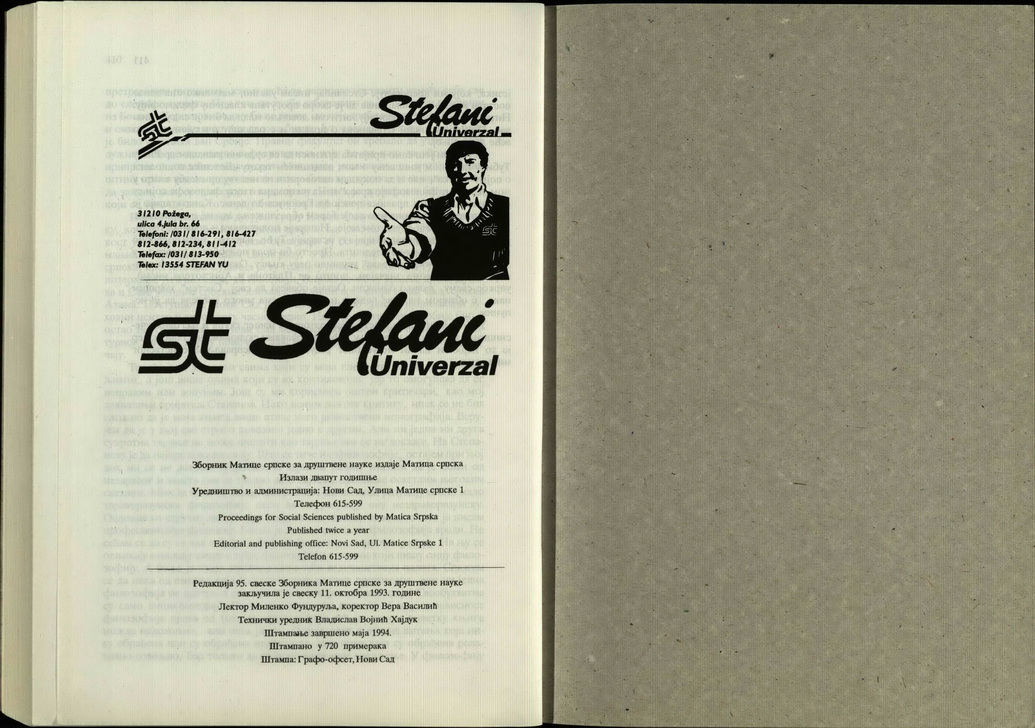 Stefani
Univerzal
31210 Požega,
ulica 4.jula br. 66
Telefoni: /031/ 816-291, 816-427
812-866, 812-234, 811-412
Telefax: /031/ 813-950
Telex: 13554 STEFAN YU
st Stefani
Univerzal
Зборник Матице српске за друштвене науке издаје Матица српска
Излази двапут годишње
Уредништво и администрација: Нови Сад, Улица Матице српске 1
Телефон 615-599
Proceedings for Social Sciences published by Matica Srpska
Published twice a year
Editorial and publishing office: Novi Sad, Ul. Matice Srpske 1
Telefon 615-599
Редакција 95. свеске Зборника Матице српске за друштвене науке
закључила је свеску 11. октобра 1993. године
Лектор Миленко Фундуруља, коректор Вера Василић
Технички уредник Владислав Војнић Хајдук
Штампање завршено маја 1994.
Штампано у 720 примерака
Штампа: Графо-офсет, Нови Сад